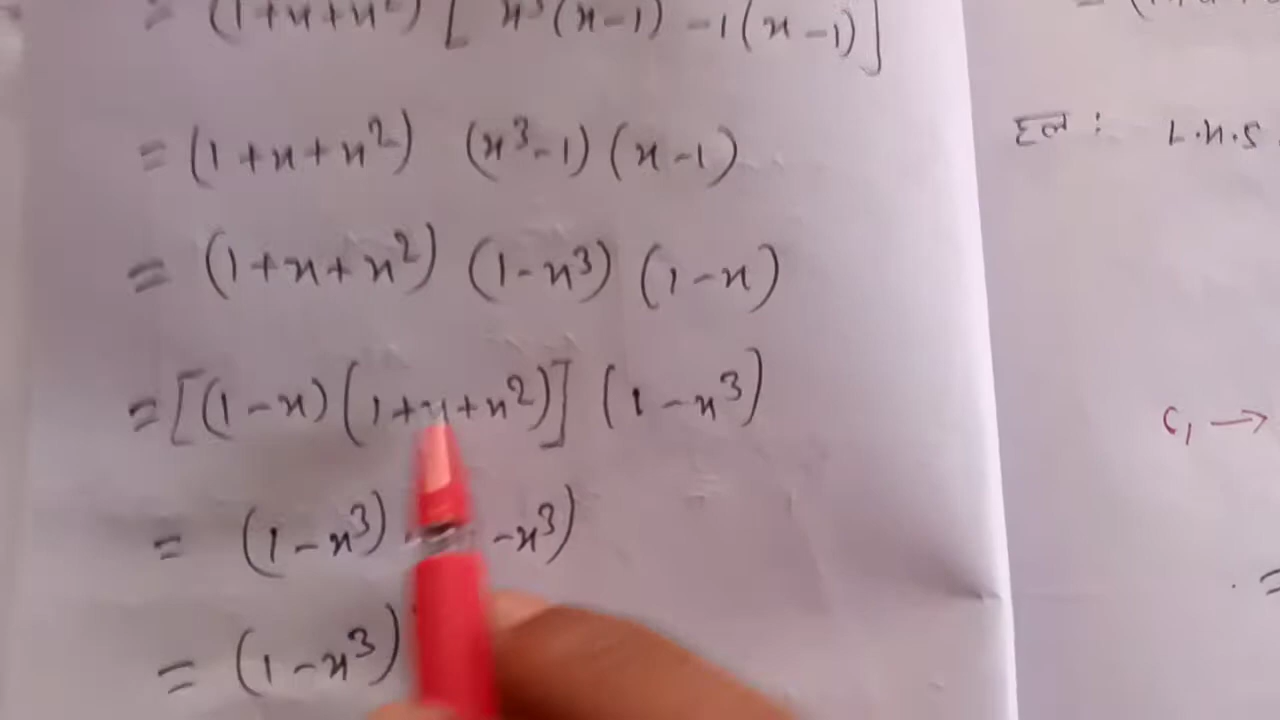 = (1+x+x²) [ x³(x-1) -1(x-1)]
= (1+x+x²) (x³-1)(x-1)
= (1+x+x²) (1-x³) (1-x)
= [(1-x)(1+x+x²)] (1-x³)
= (1-x³) -x³)
= (1-x³)
हल : L.H.S.
C₁ →
=